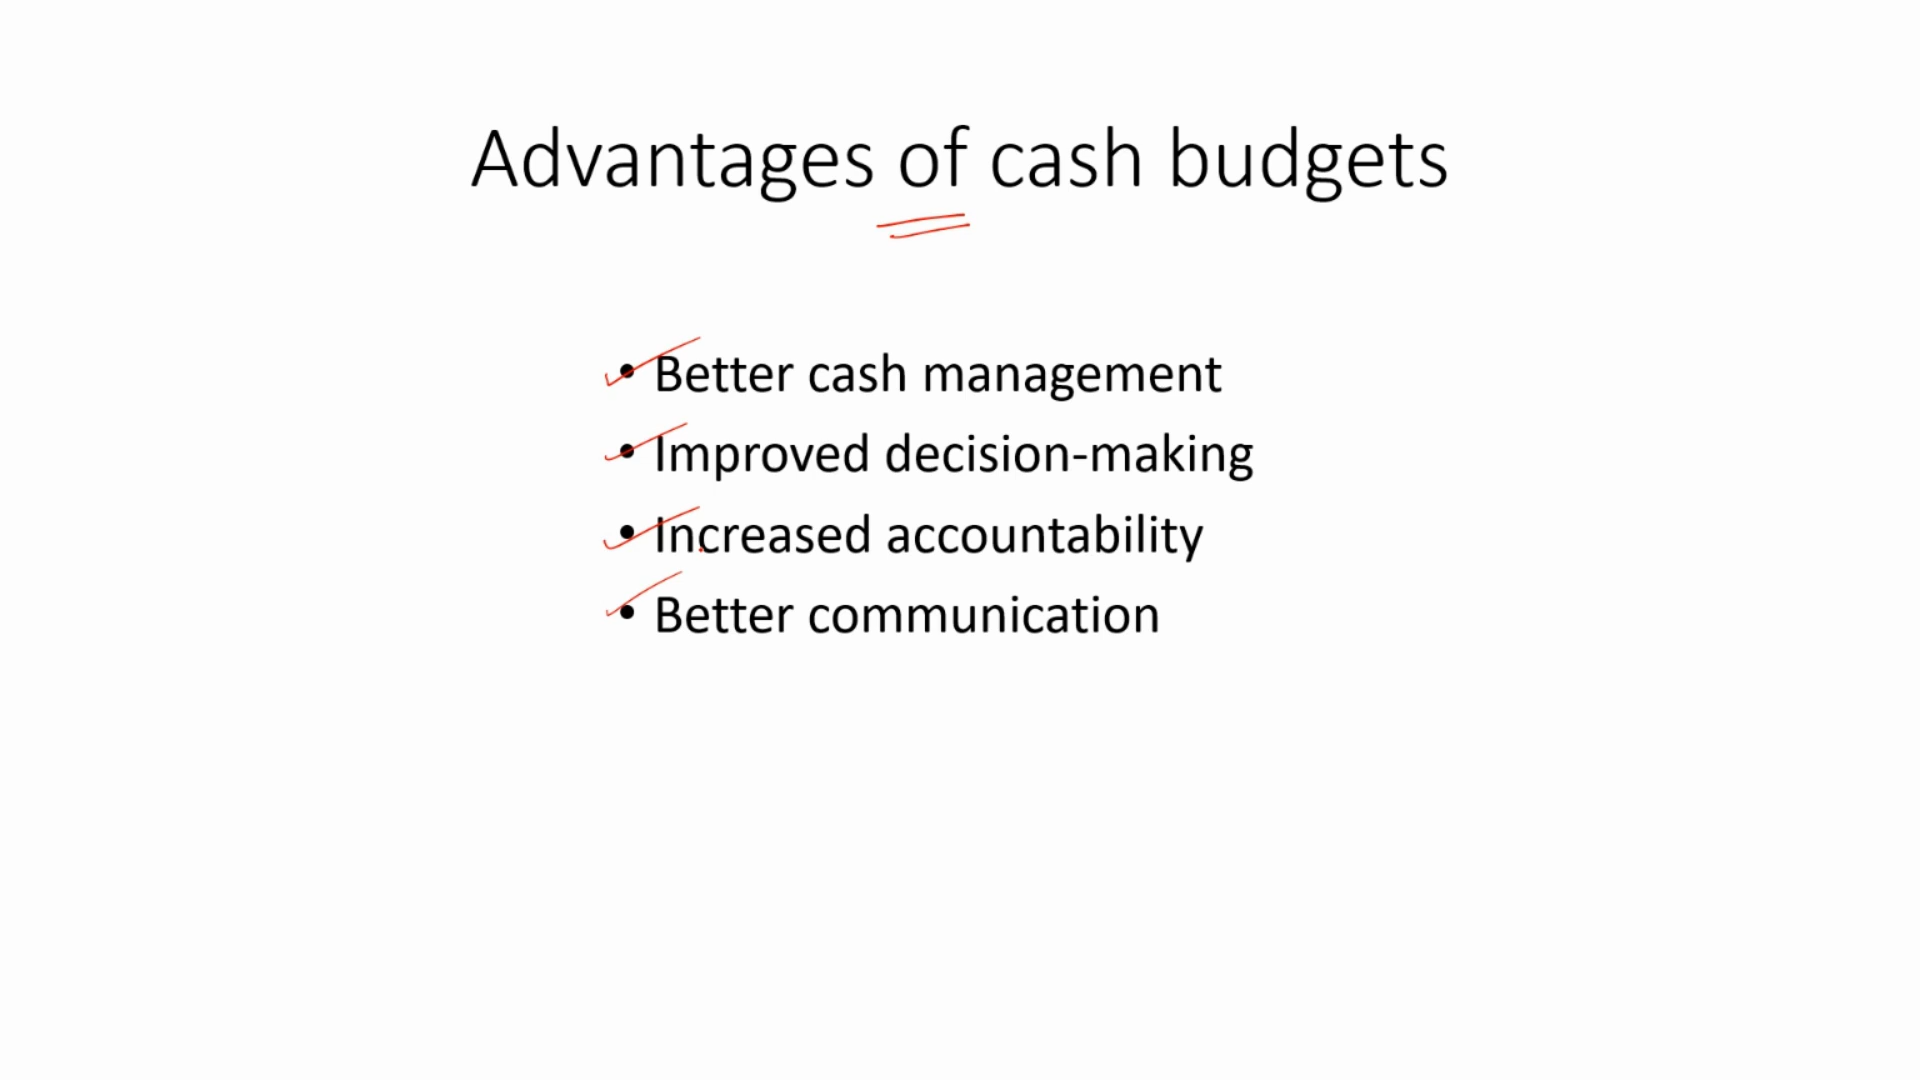 Advantages of cash budgets
• Better cash management
• Improved decision-making
• Increased accountability
• Better communication